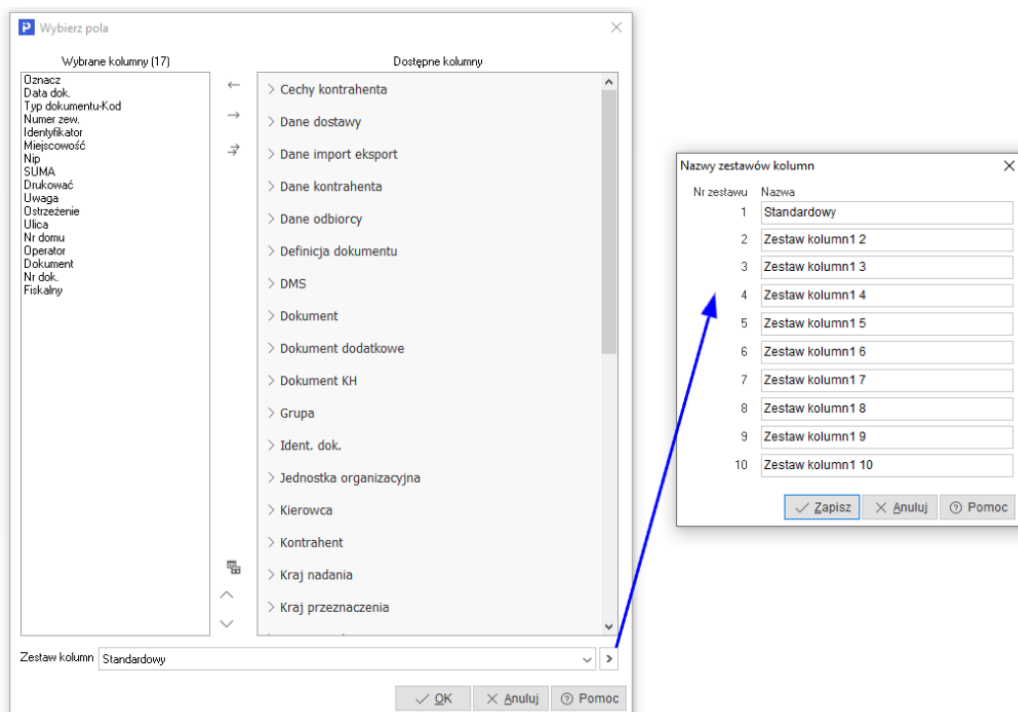 Wybierz pola
Wybrane kolumny (17)
Oznacz
Data dok.
Typ dokumentu-Kod
Numer zew.
Identyfikator
Miejscowość
Nip
SUMA
Drukować
Uwaga
Ostrzeżenie
Ulica
Nr domu
Operator
Dokument
Nr dok.
Fiskalny
Dostępne kolumny
Cechy kontrahenta
Dane dostawy
Dane import eksport
Dane kontrahenta
Dane odbiorcy
Definicja dokumentu
DMS
Dokument
Dokument dodatkowe
Dokument KH
Grupa
Ident. dok.
Jednostka organizacyjna
Kierowca
Kontrahent
Kraj nadania
Kraj przeznaczenia
Zestaw kolumn Standardowy
OK Anuluj Pomoc
Nazwy zestawów kolumn
Nr zestawu Nazwa
1 Standardowy
2 Zestaw kolumn1 2
3 Zestaw kolumn1 3
4 Zestaw kolumn1 4
5 Zestaw kolumn1 5
6 Zestaw kolumn1 6
7 Zestaw kolumn1 7
8 Zestaw kolumn1 8
9 Zestaw kolumn1 9
10 Zestaw kolumn1 10
Zapisz Anuluj Pomoc